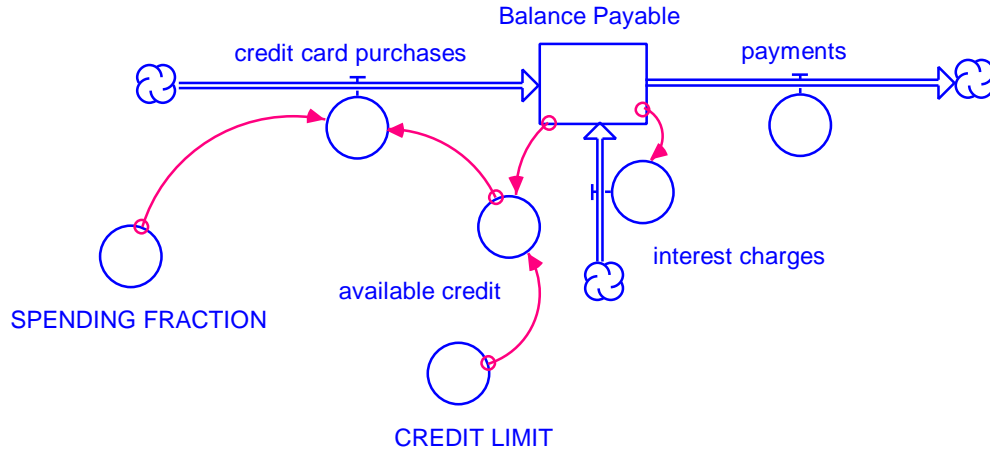 Balance Payable
credit card purchases
payments
interest charges
available credit
SPENDING FRACTION
CREDIT LIMIT